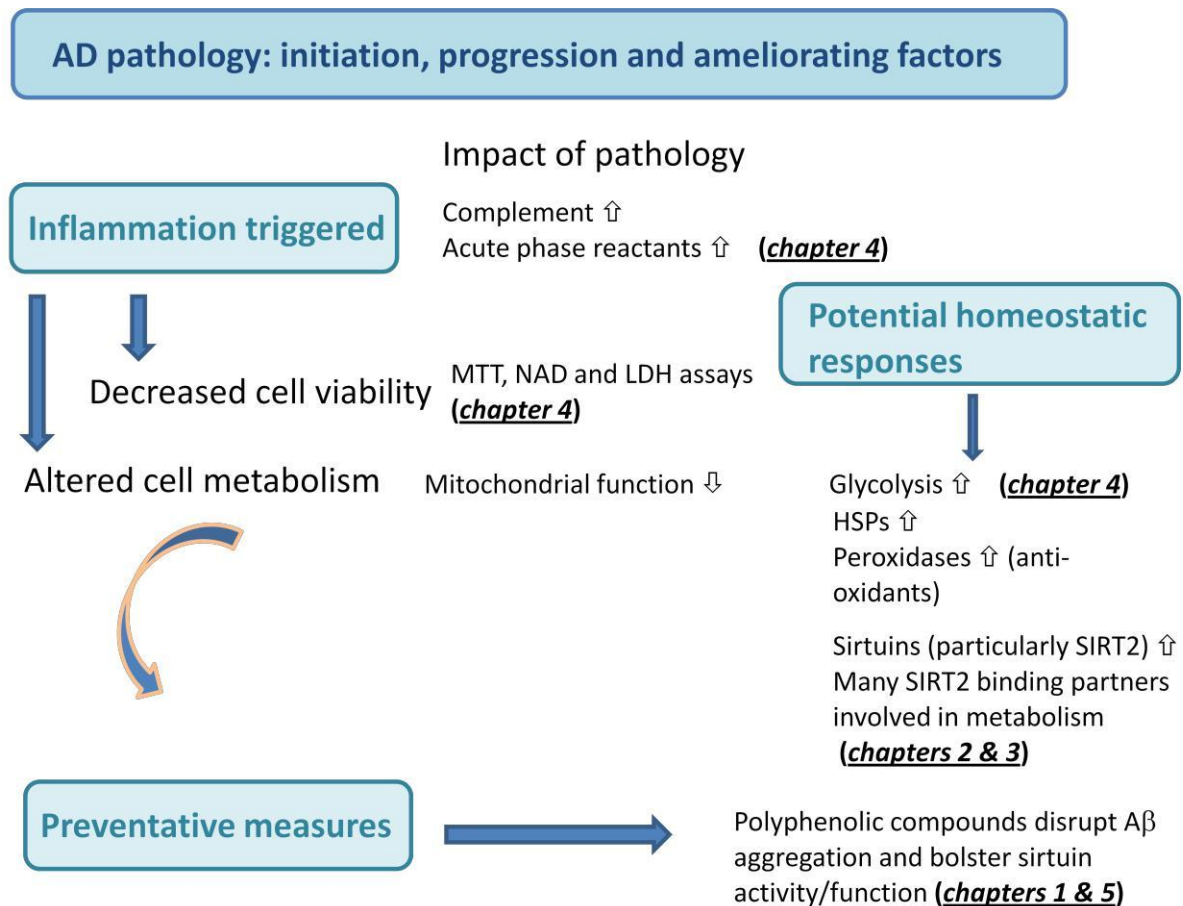 AD pathology: initiation, progression and ameliorating factors
Impact of pathology
Inflammation triggered
Complement ⇧
Acute phase reactants ⇧ (chapter 4)
Potential homeostatic
responses
Decreased cell viability
MTT, NAD and LDH assays
(chapter 4)
Altered cell metabolism
Mitochondrial function ⇩
Glycolysis ⇧ (chapter 4)
HSPs ⇧
Peroxidases ⇧ (anti-
oxidants)
Sirtuins (particularly SIRT2) ⇧
Many SIRT2 binding partners
involved in metabolism
(chapters 2 & 3)
Preventative measures
Polyphenolic compounds disrupt Aβ
aggregation and bolster sirtuin
activity/function (chapters 1 & 5)